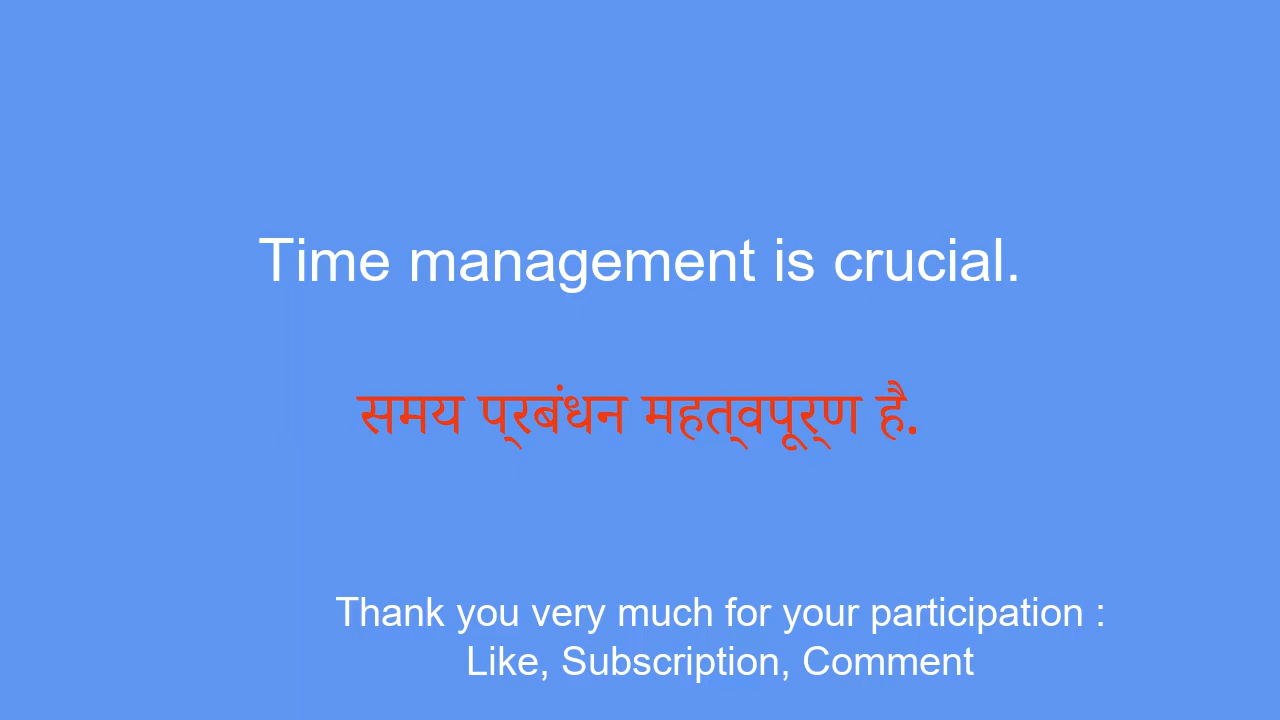 Time management is crucial.
समय प्रबंधन महत्वपूर्ण है.
Thank you very much for your participation :
Like, Subscription, Comment